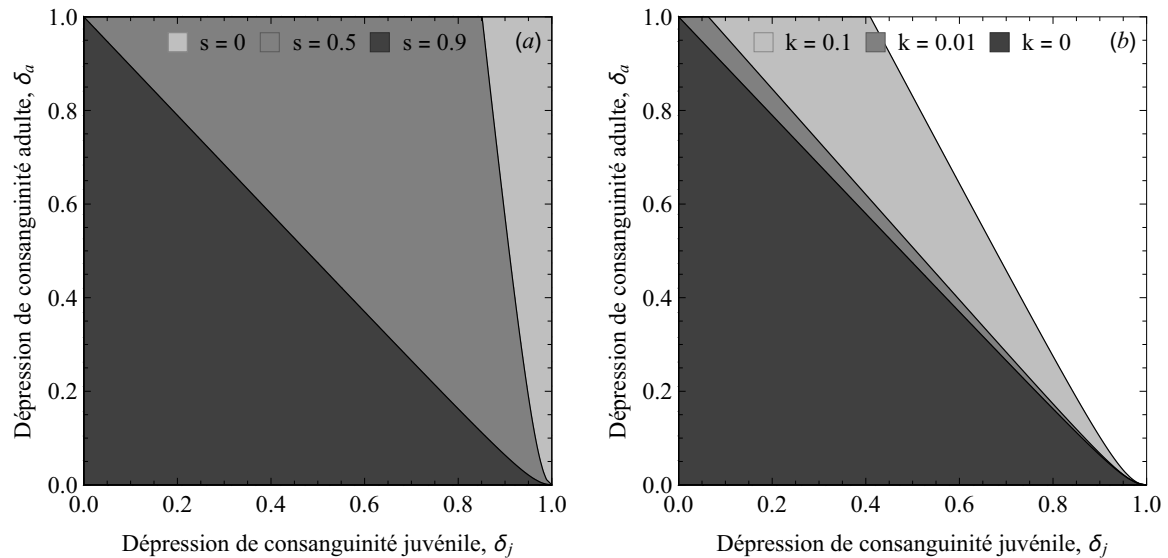 s = 0 s = 0.5 s = 0.9 (a)
1.0
0.8
0.6
0.4
0.2
0.0
Dépression de consanguinité adulte, δa
0.0 0.2 0.4 0.6 0.8 1.0
Dépression de consanguinité juvénile, δj
k = 0.1 k = 0.01 k = 0 (b)
1.0
0.8
0.6
0.4
0.2
0.0
Dépression de consanguinité adulte, δa
0.0 0.2 0.4 0.6 0.8 1.0
Dépression de consanguinité juvénile, δj